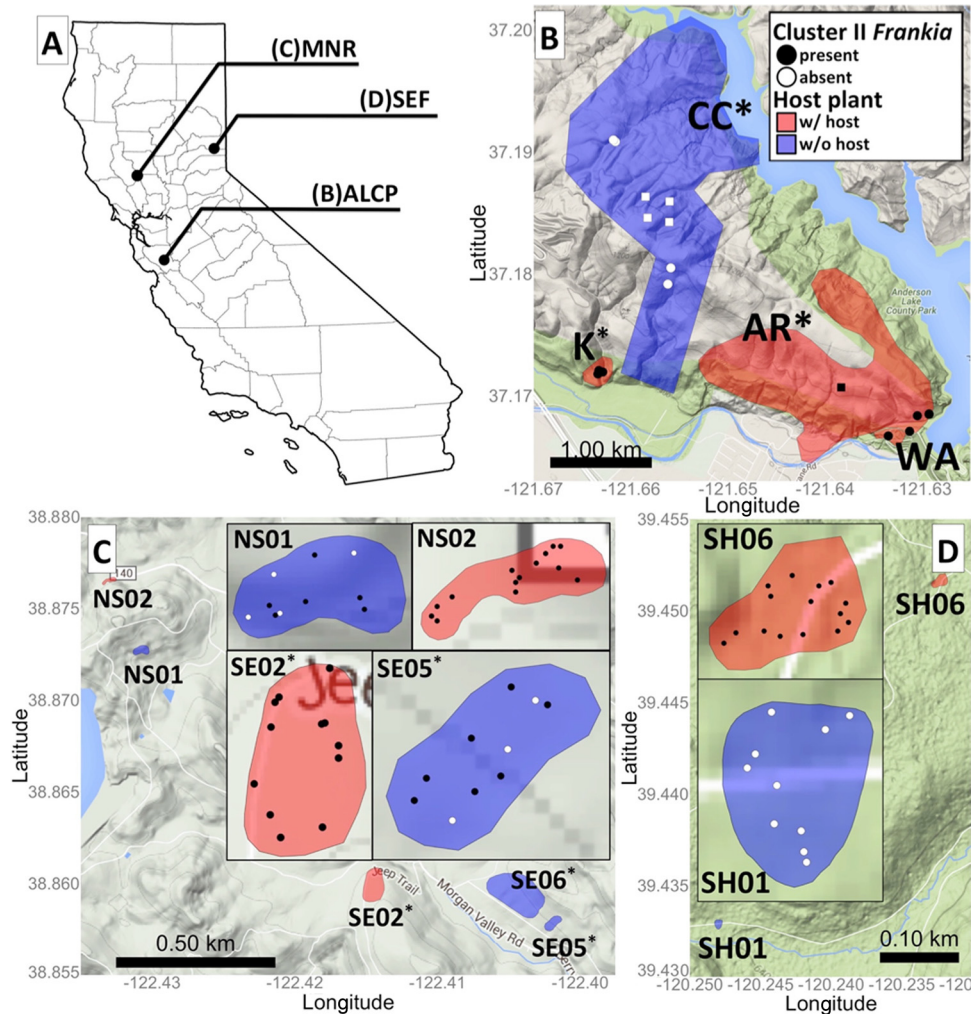 A
(C)MNR
(D)SEF
(B)ALCP
B
Cluster II Frankia
present
absent
Host plant
w/ host
w/o host
CC*
K*
AR*
WA
Anderson
Lake
County Park
1.00 km
Latitude
37.20
37.19
37.18
37.17
-121.67
-121.66
-121.65
-121.64
-121.63
Longitude
C
NS01
NS02
SE02*
SE05*
Jee
140
NS02
NS01
SE02*
SE06*
SE05*
Jeep Trail
Morgan Valley Rd
0.50 km
Latitude
38.880
38.875
38.870
38.865
38.860
38.855
-122.43
-122.42
-122.41
-122.40
Longitude
D
SH06
SH01
SH06
SH01
0.10 km
Latitude
39.455
39.450
39.445
39.440
39.435
39.430
-120.250
-120.245
-120.240
-120.235
Longitude